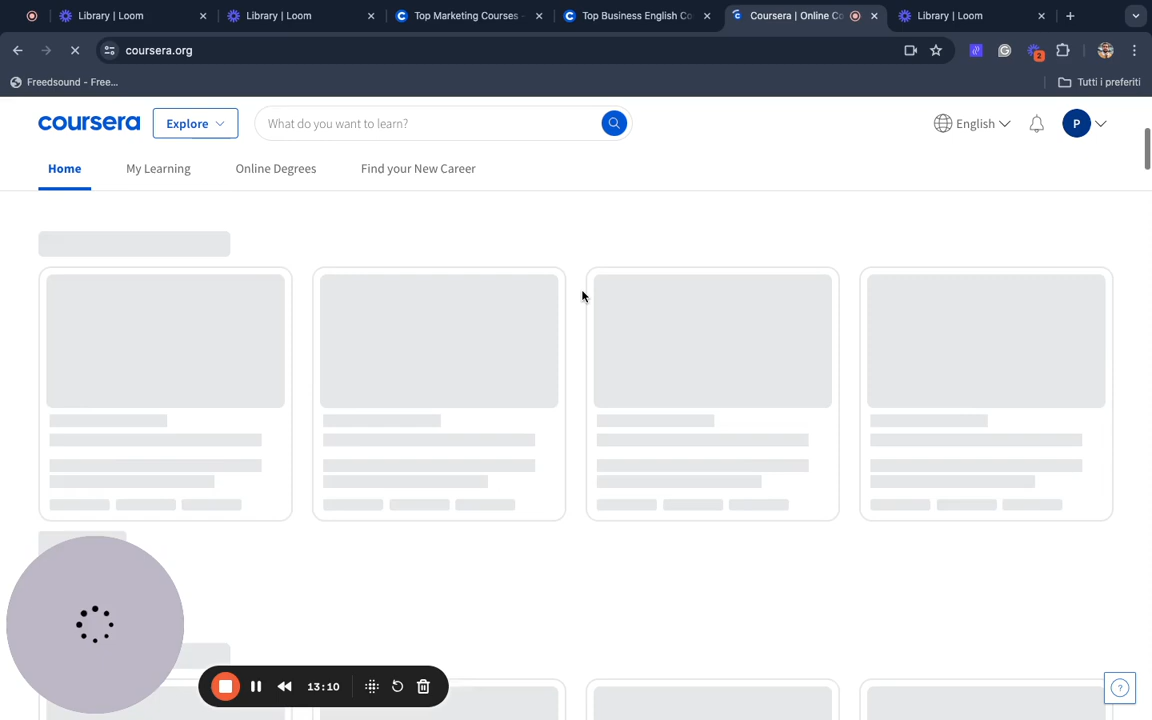 Library | Loom
Library | Loom
Top Marketing Courses -
Top Business English Co
Coursera | Online Co
Library | Loom
coursera.org
2
Freedsound - Free...
Tutti i preferiti
coursera
Explore
What do you want to learn?
English
P
Home
My Learning
Online Degrees
Find your New Career
13:10
?